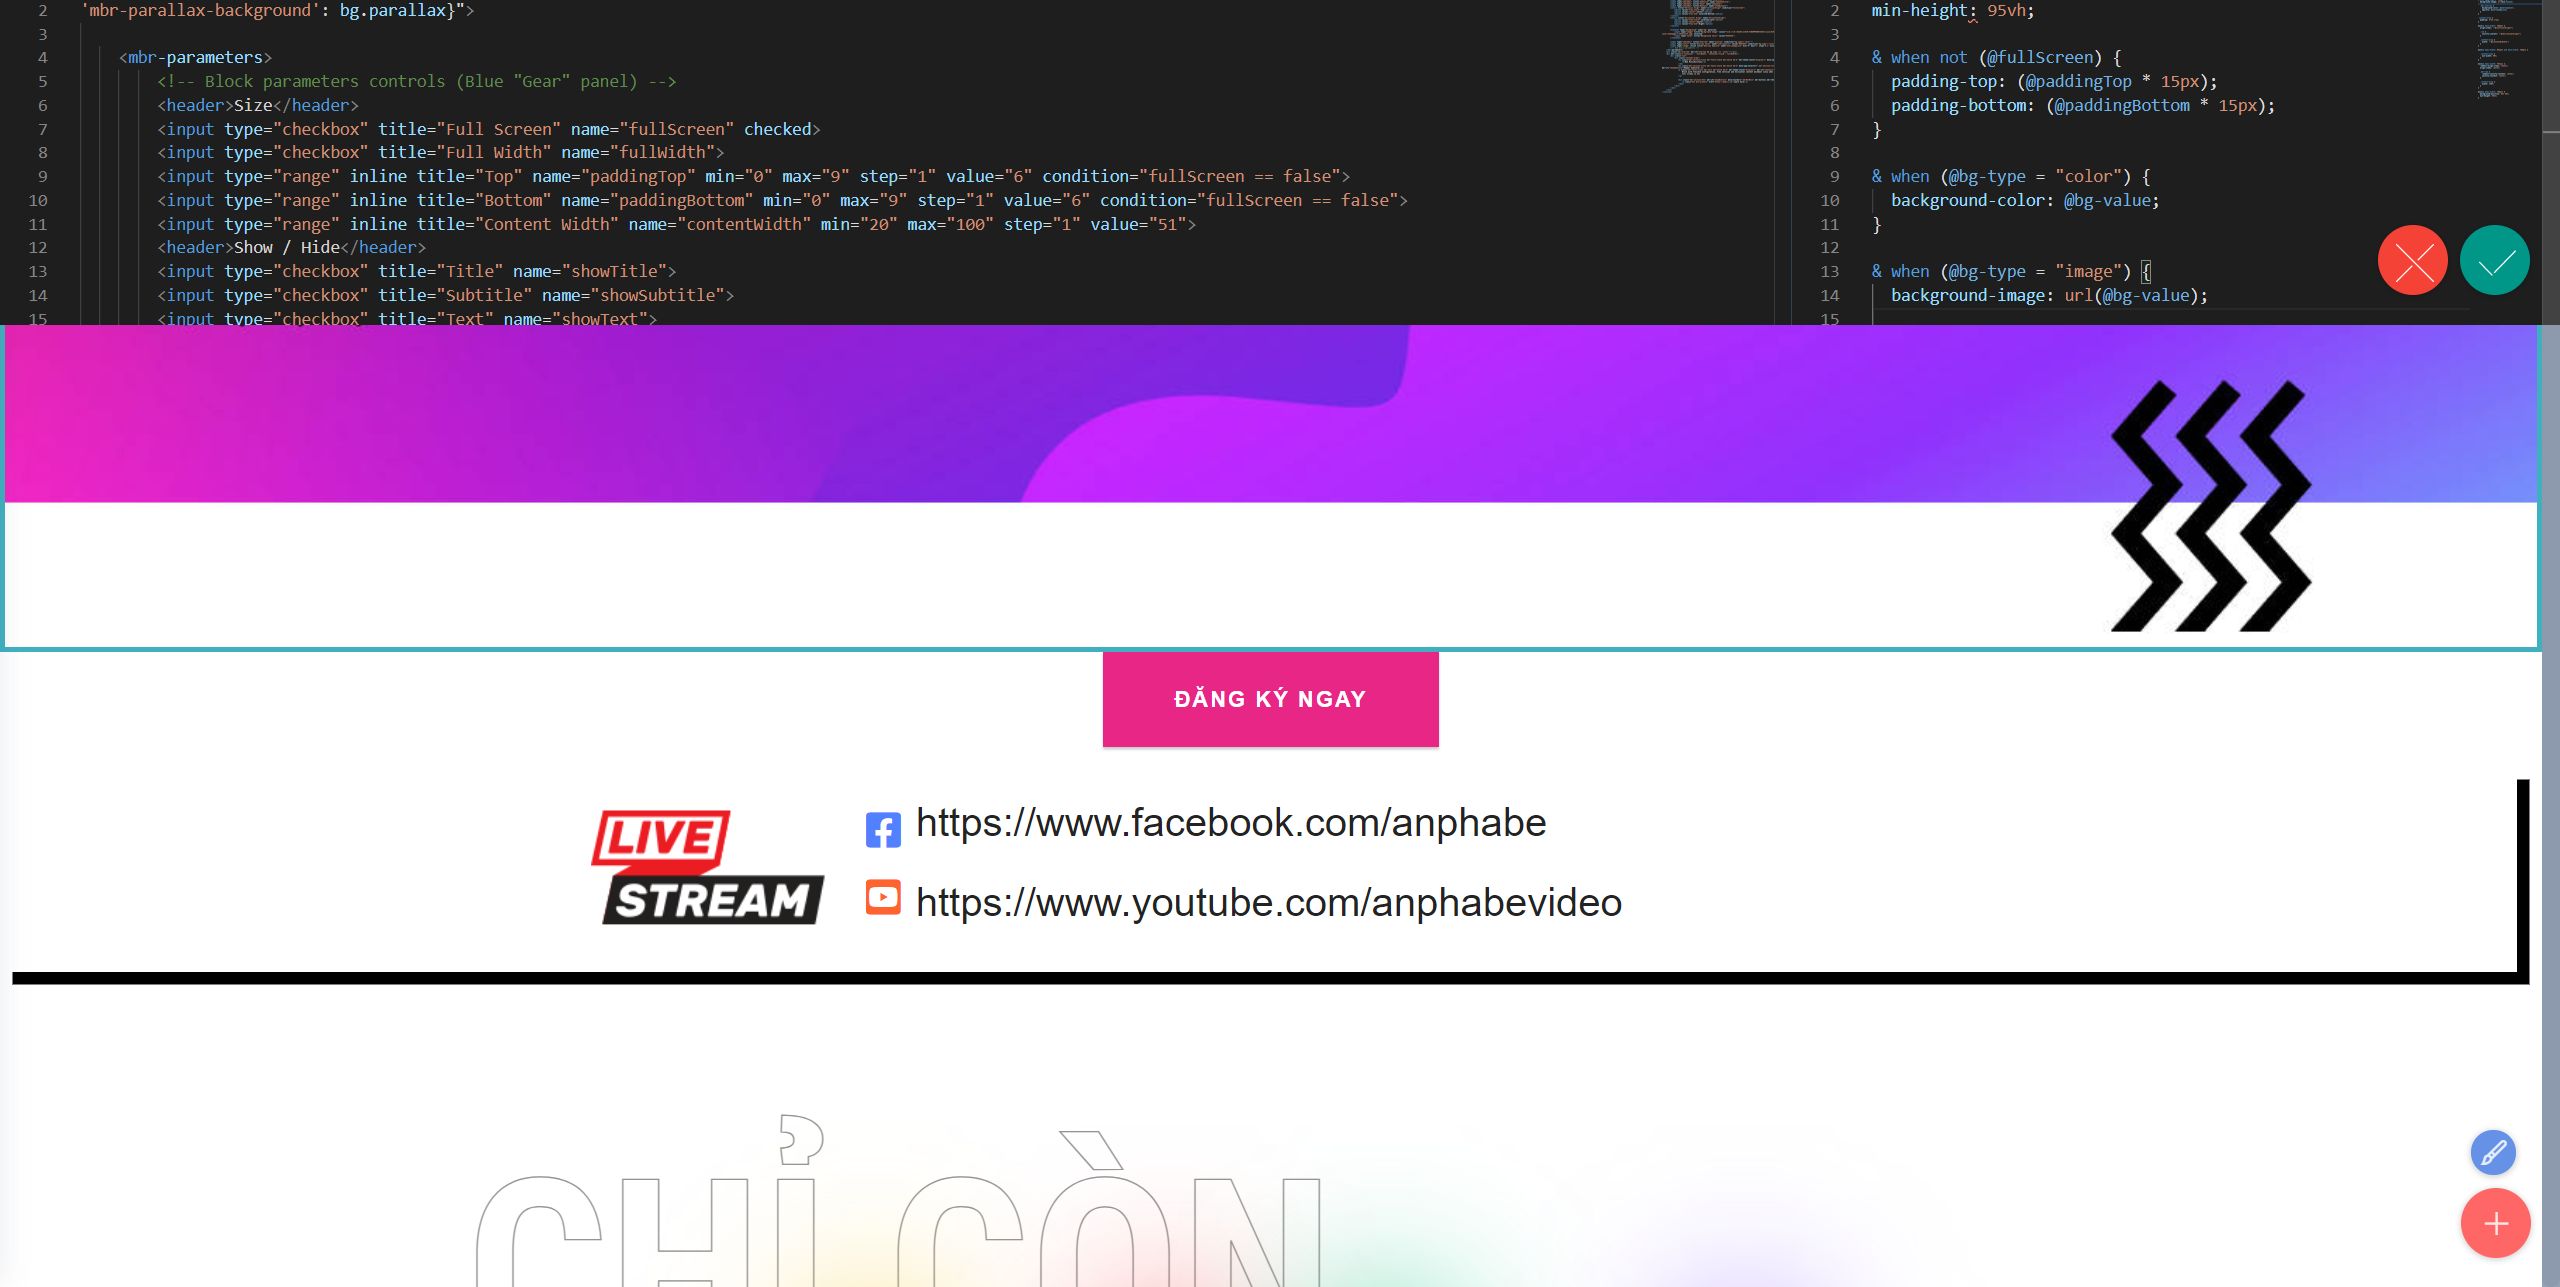 2 'mbr-parallax-background': bg.parallax}">
3
4 <mbr-parameters>
5 <!-- Block parameters controls (Blue "Gear" panel) -->
6 <header>Size</header>
7 <input type="checkbox" title="Full Screen" name="fullScreen" checked>
8 <input type="checkbox" title="Full Width" name="fullWidth">
9 <input type="range" inline title="Top" name="paddingTop" min="0" max="9" step="1" value="6" condition="fullScreen == false">
10 <input type="range" inline title="Bottom" name="paddingBottom" min="0" max="9" step="1" value="6" condition="fullScreen == false">
11 <input type="range" inline title="Content Width" name="contentWidth" min="20" max="100" step="1" value="51">
12 <header>Show / Hide</header>
13 <input type="checkbox" title="Title" name="showTitle">
14 <input type="checkbox" title="Subtitle" name="showSubtitle">
15 <input type="checkbox" title="Text" name="showText">
2 min-height: 95vh;
3
4 & when not (@fullScreen) {
5 padding-top: (@paddingTop * 15px);
6 padding-bottom: (@paddingBottom * 15px);
7 }
8
9 & when (@bg-type = "color") {
10 background-color: @bg-value;
11 }
12
13 & when (@bg-type = "image") {
14 background-image: url(@bg-value);
15
ĐĂNG KÝ NGAY
LIVE
STREAM
https://www.facebook.com/anphabe
https://www.youtube.com/anphabevideo
CHỈ CÒN